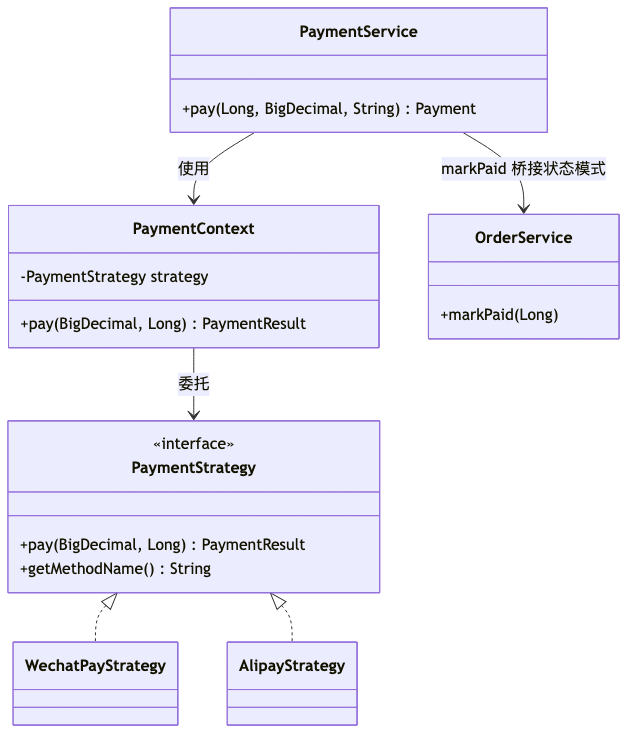 PaymentService
+pay(Long, BigDecimal, String) : Payment
使用
markPaid 桥接状态模式
PaymentContext
-PaymentStrategy strategy
+pay(BigDecimal, Long) : PaymentResult
OrderService
+markPaid(Long)
委托
«interface»
PaymentStrategy
+pay(BigDecimal, Long) : PaymentResult
+getMethodName() : String
WechatPayStrategy
AlipayStrategy